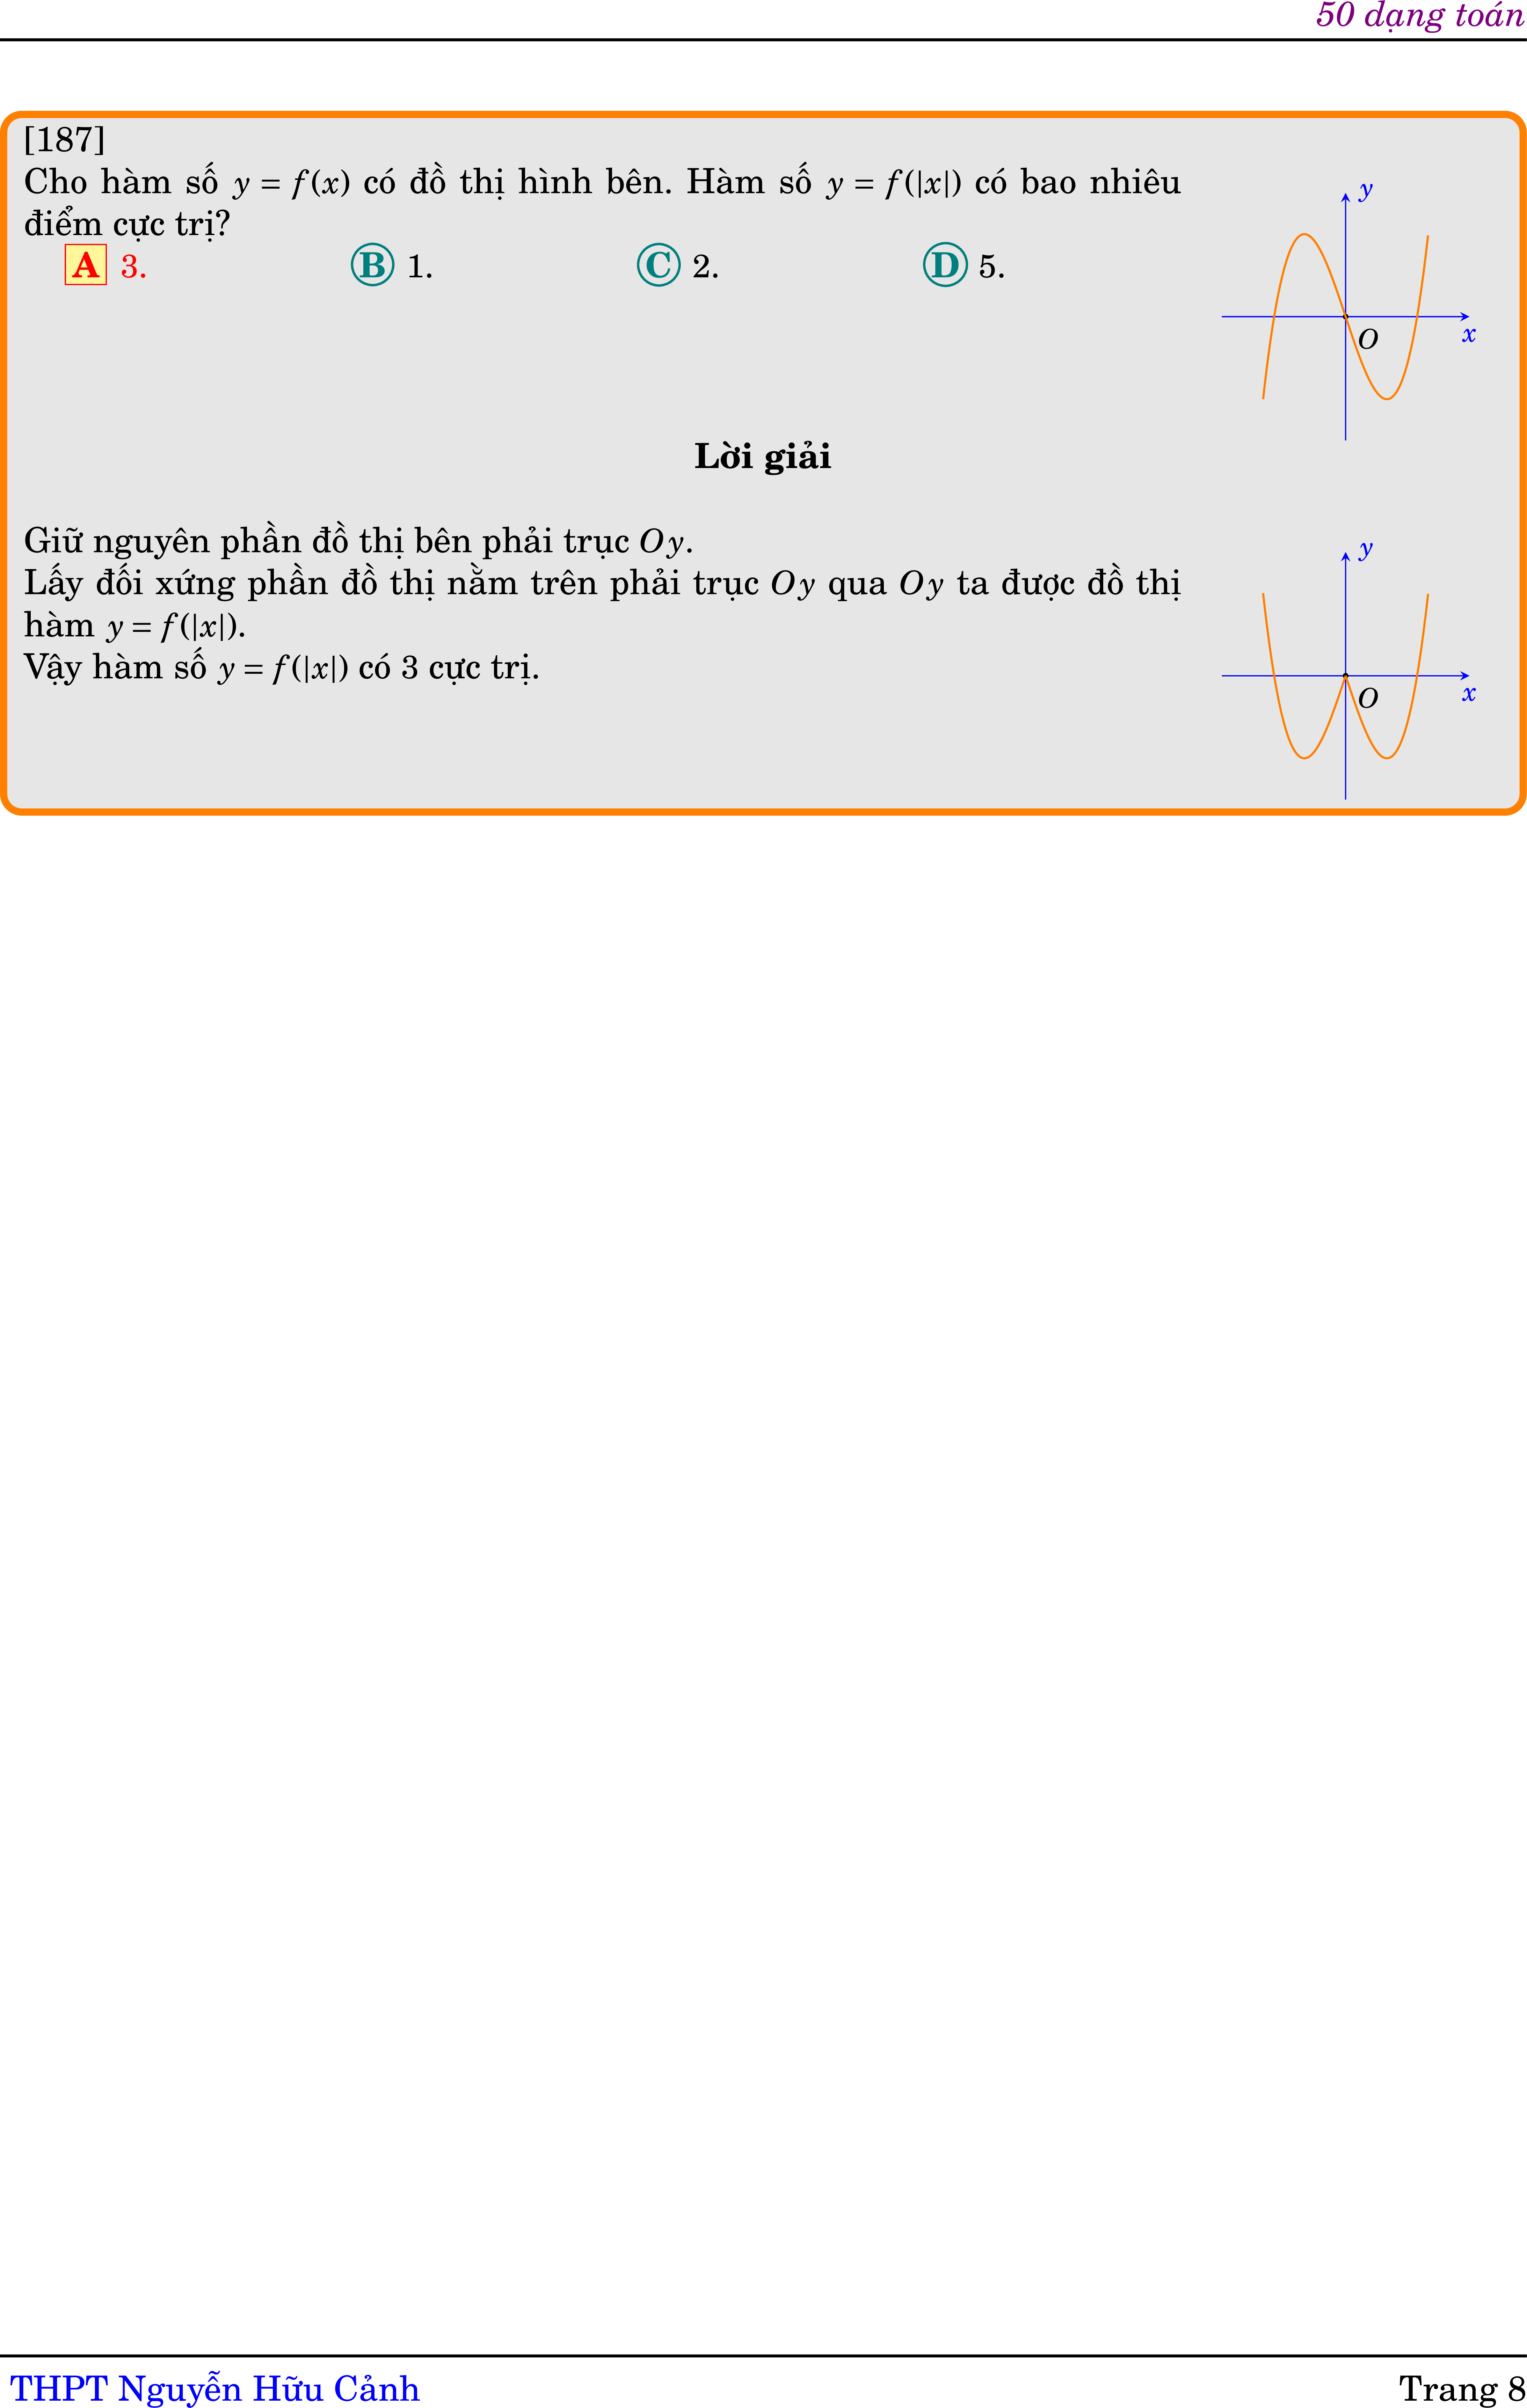 50 dạng toán
[187]
Cho hàm số y = f(x) có đồ thị hình bên. Hàm số y = f(|x|) có bao nhiêu
điểm cực trị?
A 3. B 1. C 2. D 5.
y
x
O
Lời giải
Giữ nguyên phần đồ thị bên phải trục Oy.
Lấy đối xứng phần đồ thị nằm trên phải trục Oy qua Oy ta được đồ thị
hàm y = f(|x|).
Vậy hàm số y = f(|x|) có 3 cực trị.
y
x
O
THPT Nguyễn Hữu Cảnh Trang 8